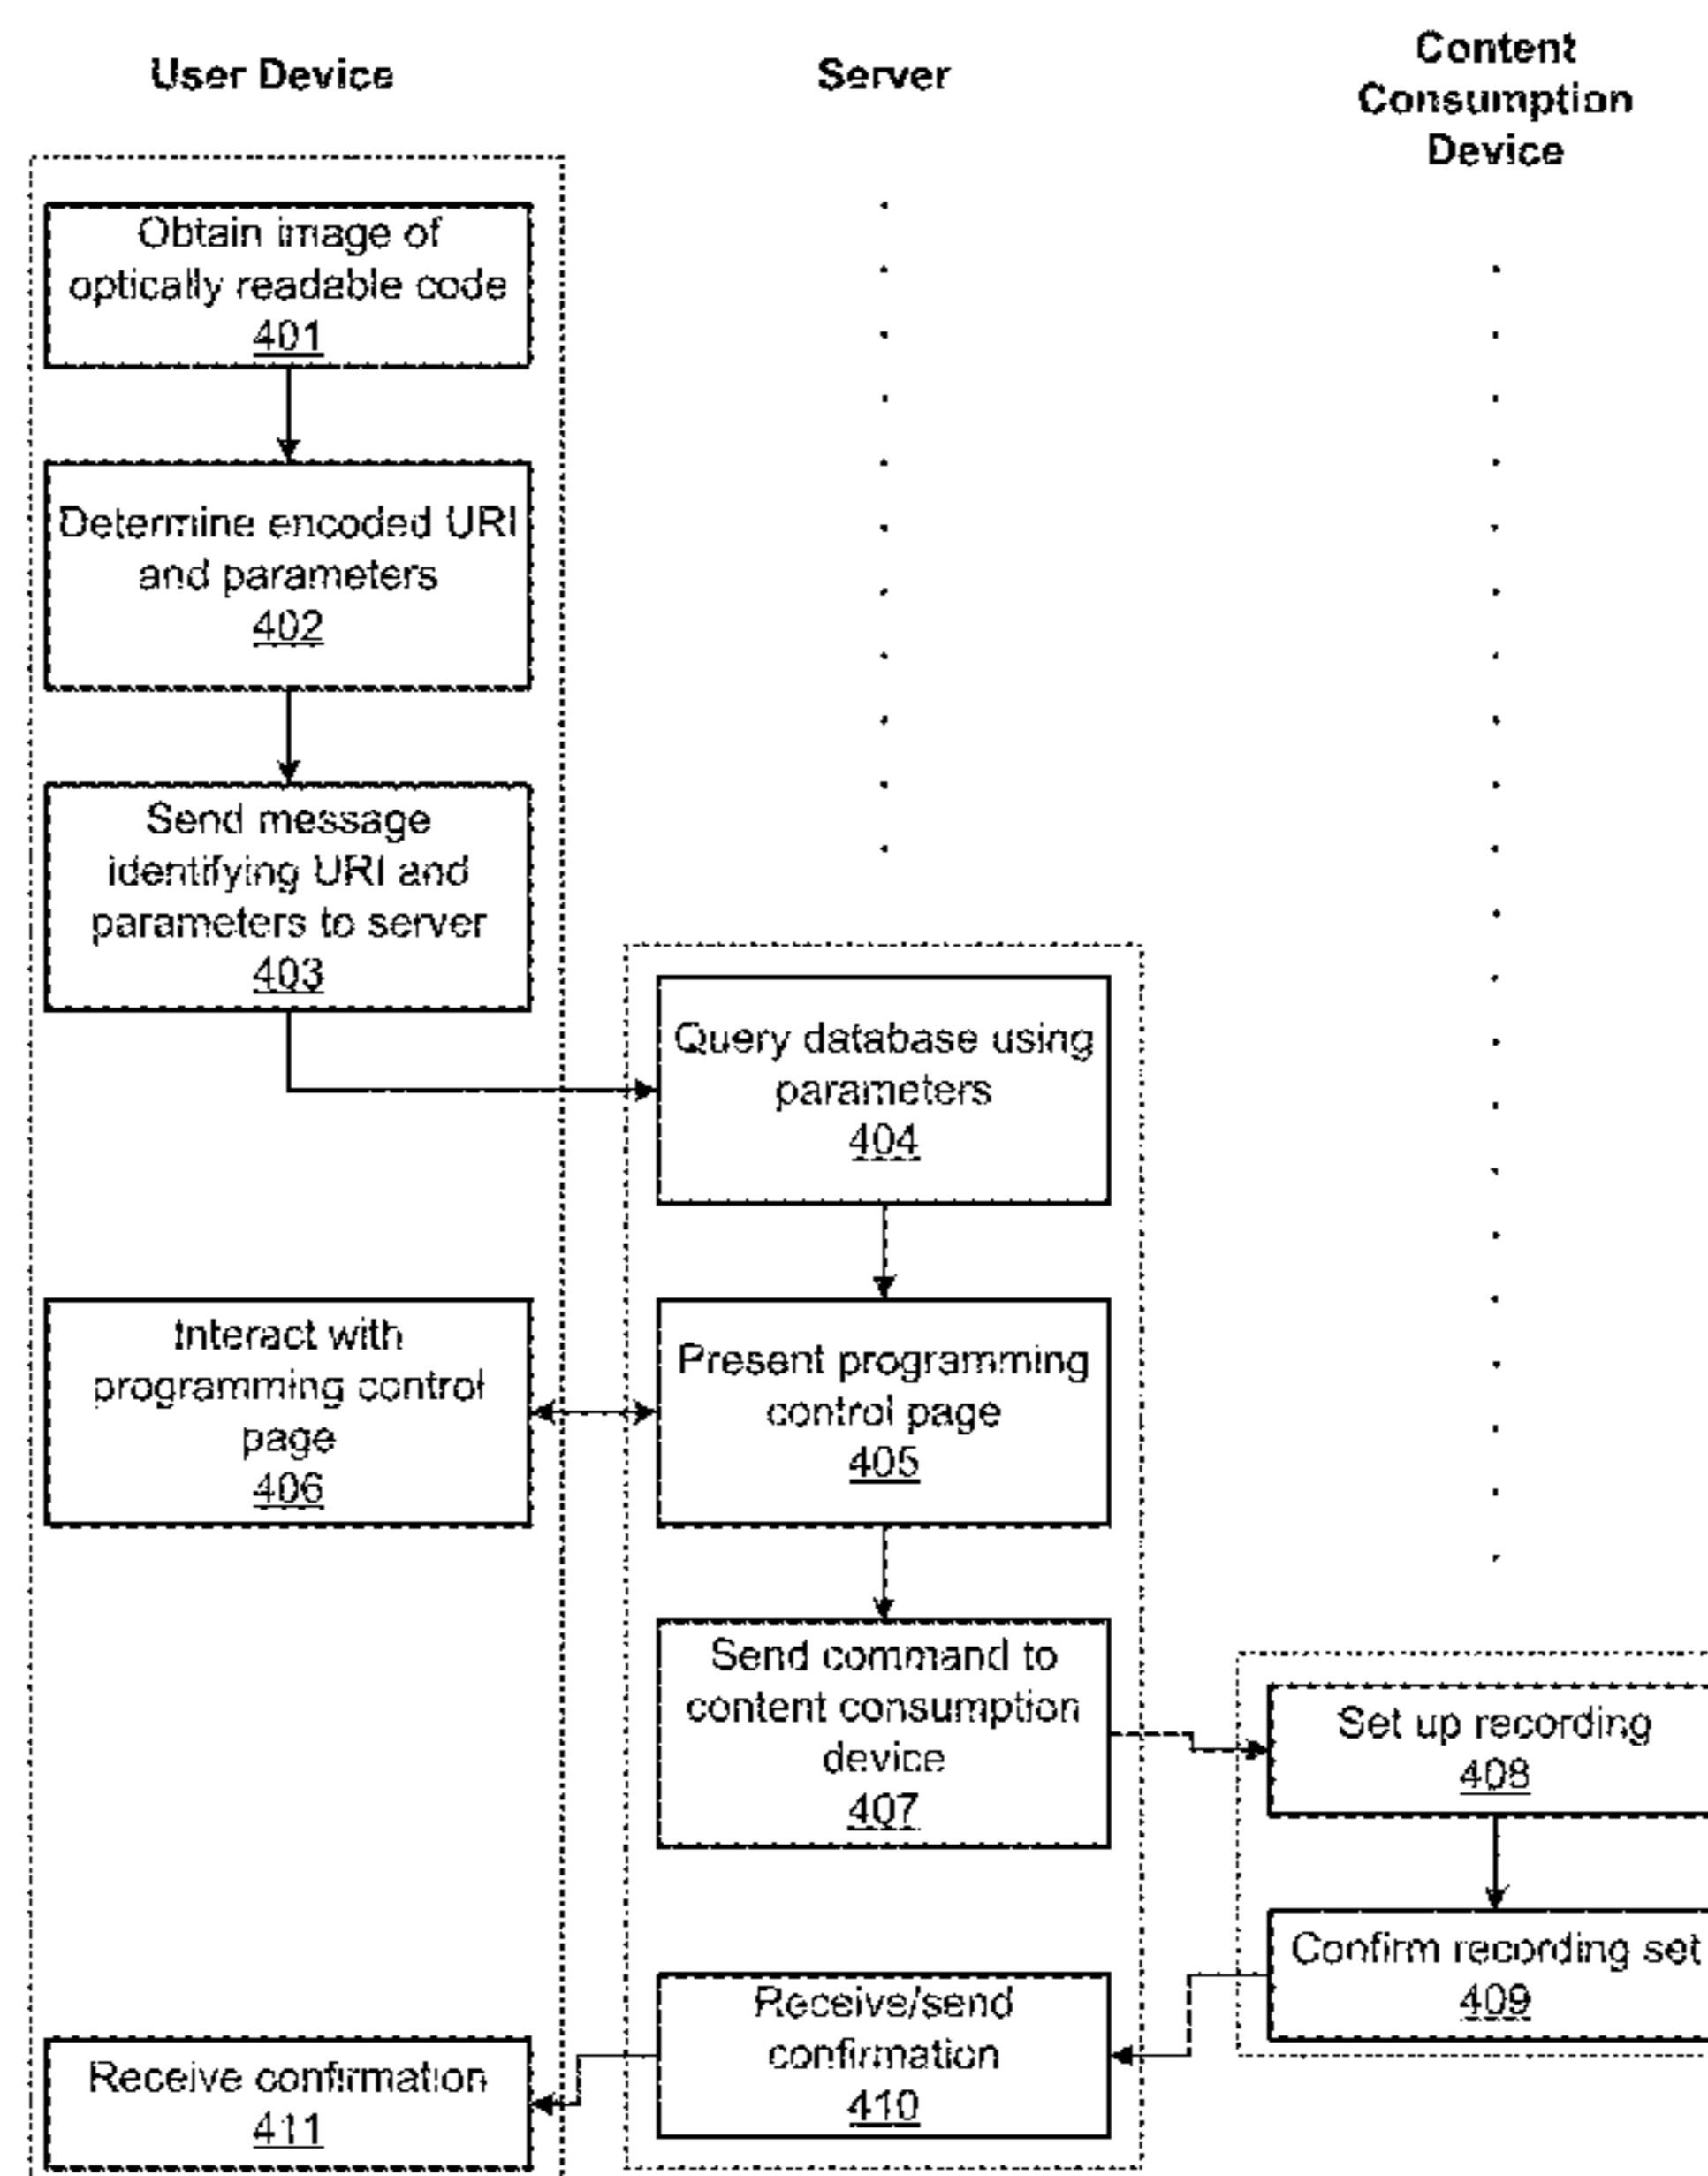 User Device
Server
Content
Consumption
Device
Obtain image of
optically readable code
401
Determine encoded URI
and parameters
402
Send message
identifying URI and
parameters to server
403
Query database using
parameters
404
Present programming
control page
405
Interact with
programming control
page
406
Send command to
content consumption
device
407
Set up recording
408
Confirm recording set
409
Receive/send
confirmation
410
Receive confirmation
411